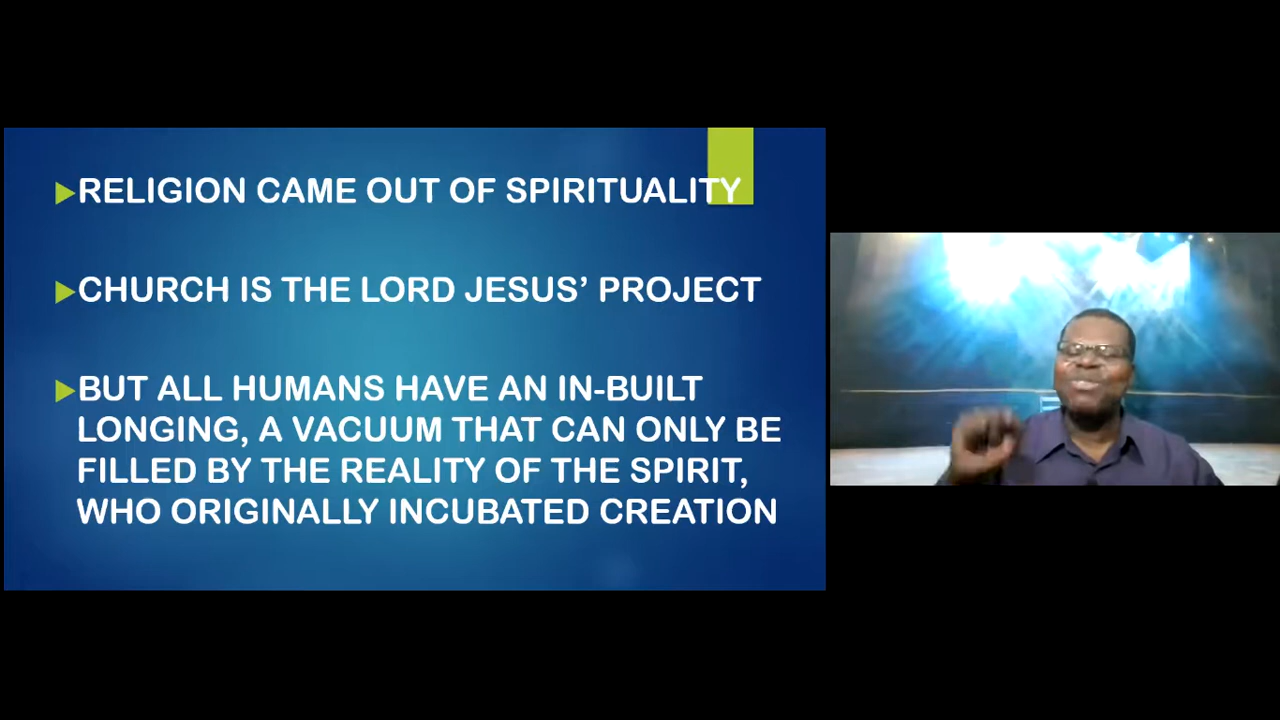 RELIGION CAME OUT OF SPIRITUALITY
CHURCH IS THE LORD JESUS’ PROJECT
BUT ALL HUMANS HAVE AN IN-BUILT
LONGING, A VACUUM THAT CAN ONLY BE
FILLED BY THE REALITY OF THE SPIRIT,
WHO ORIGINALLY INCUBATED CREATION